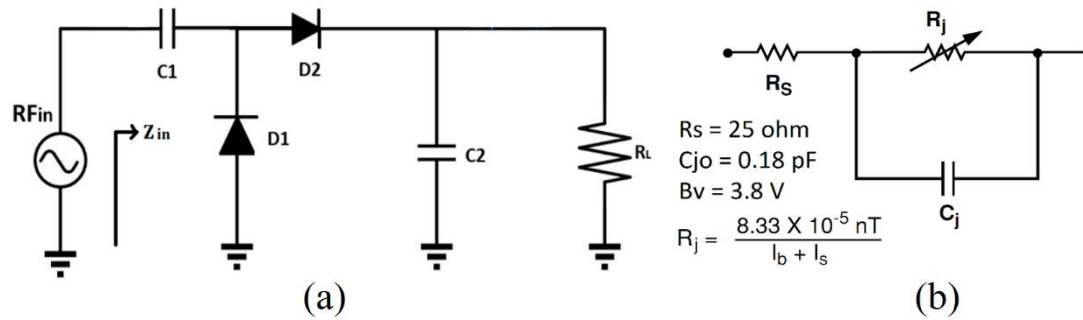 C1
D2
RFin
Zin
D1
C2
RL
(a)
Rj
RS
Rs = 25 ohm
Cjo = 0.18 pF
Bv = 3.8 V
Cj
Rj = 8.33 X 10-5 nT
Ib + Is
(b)